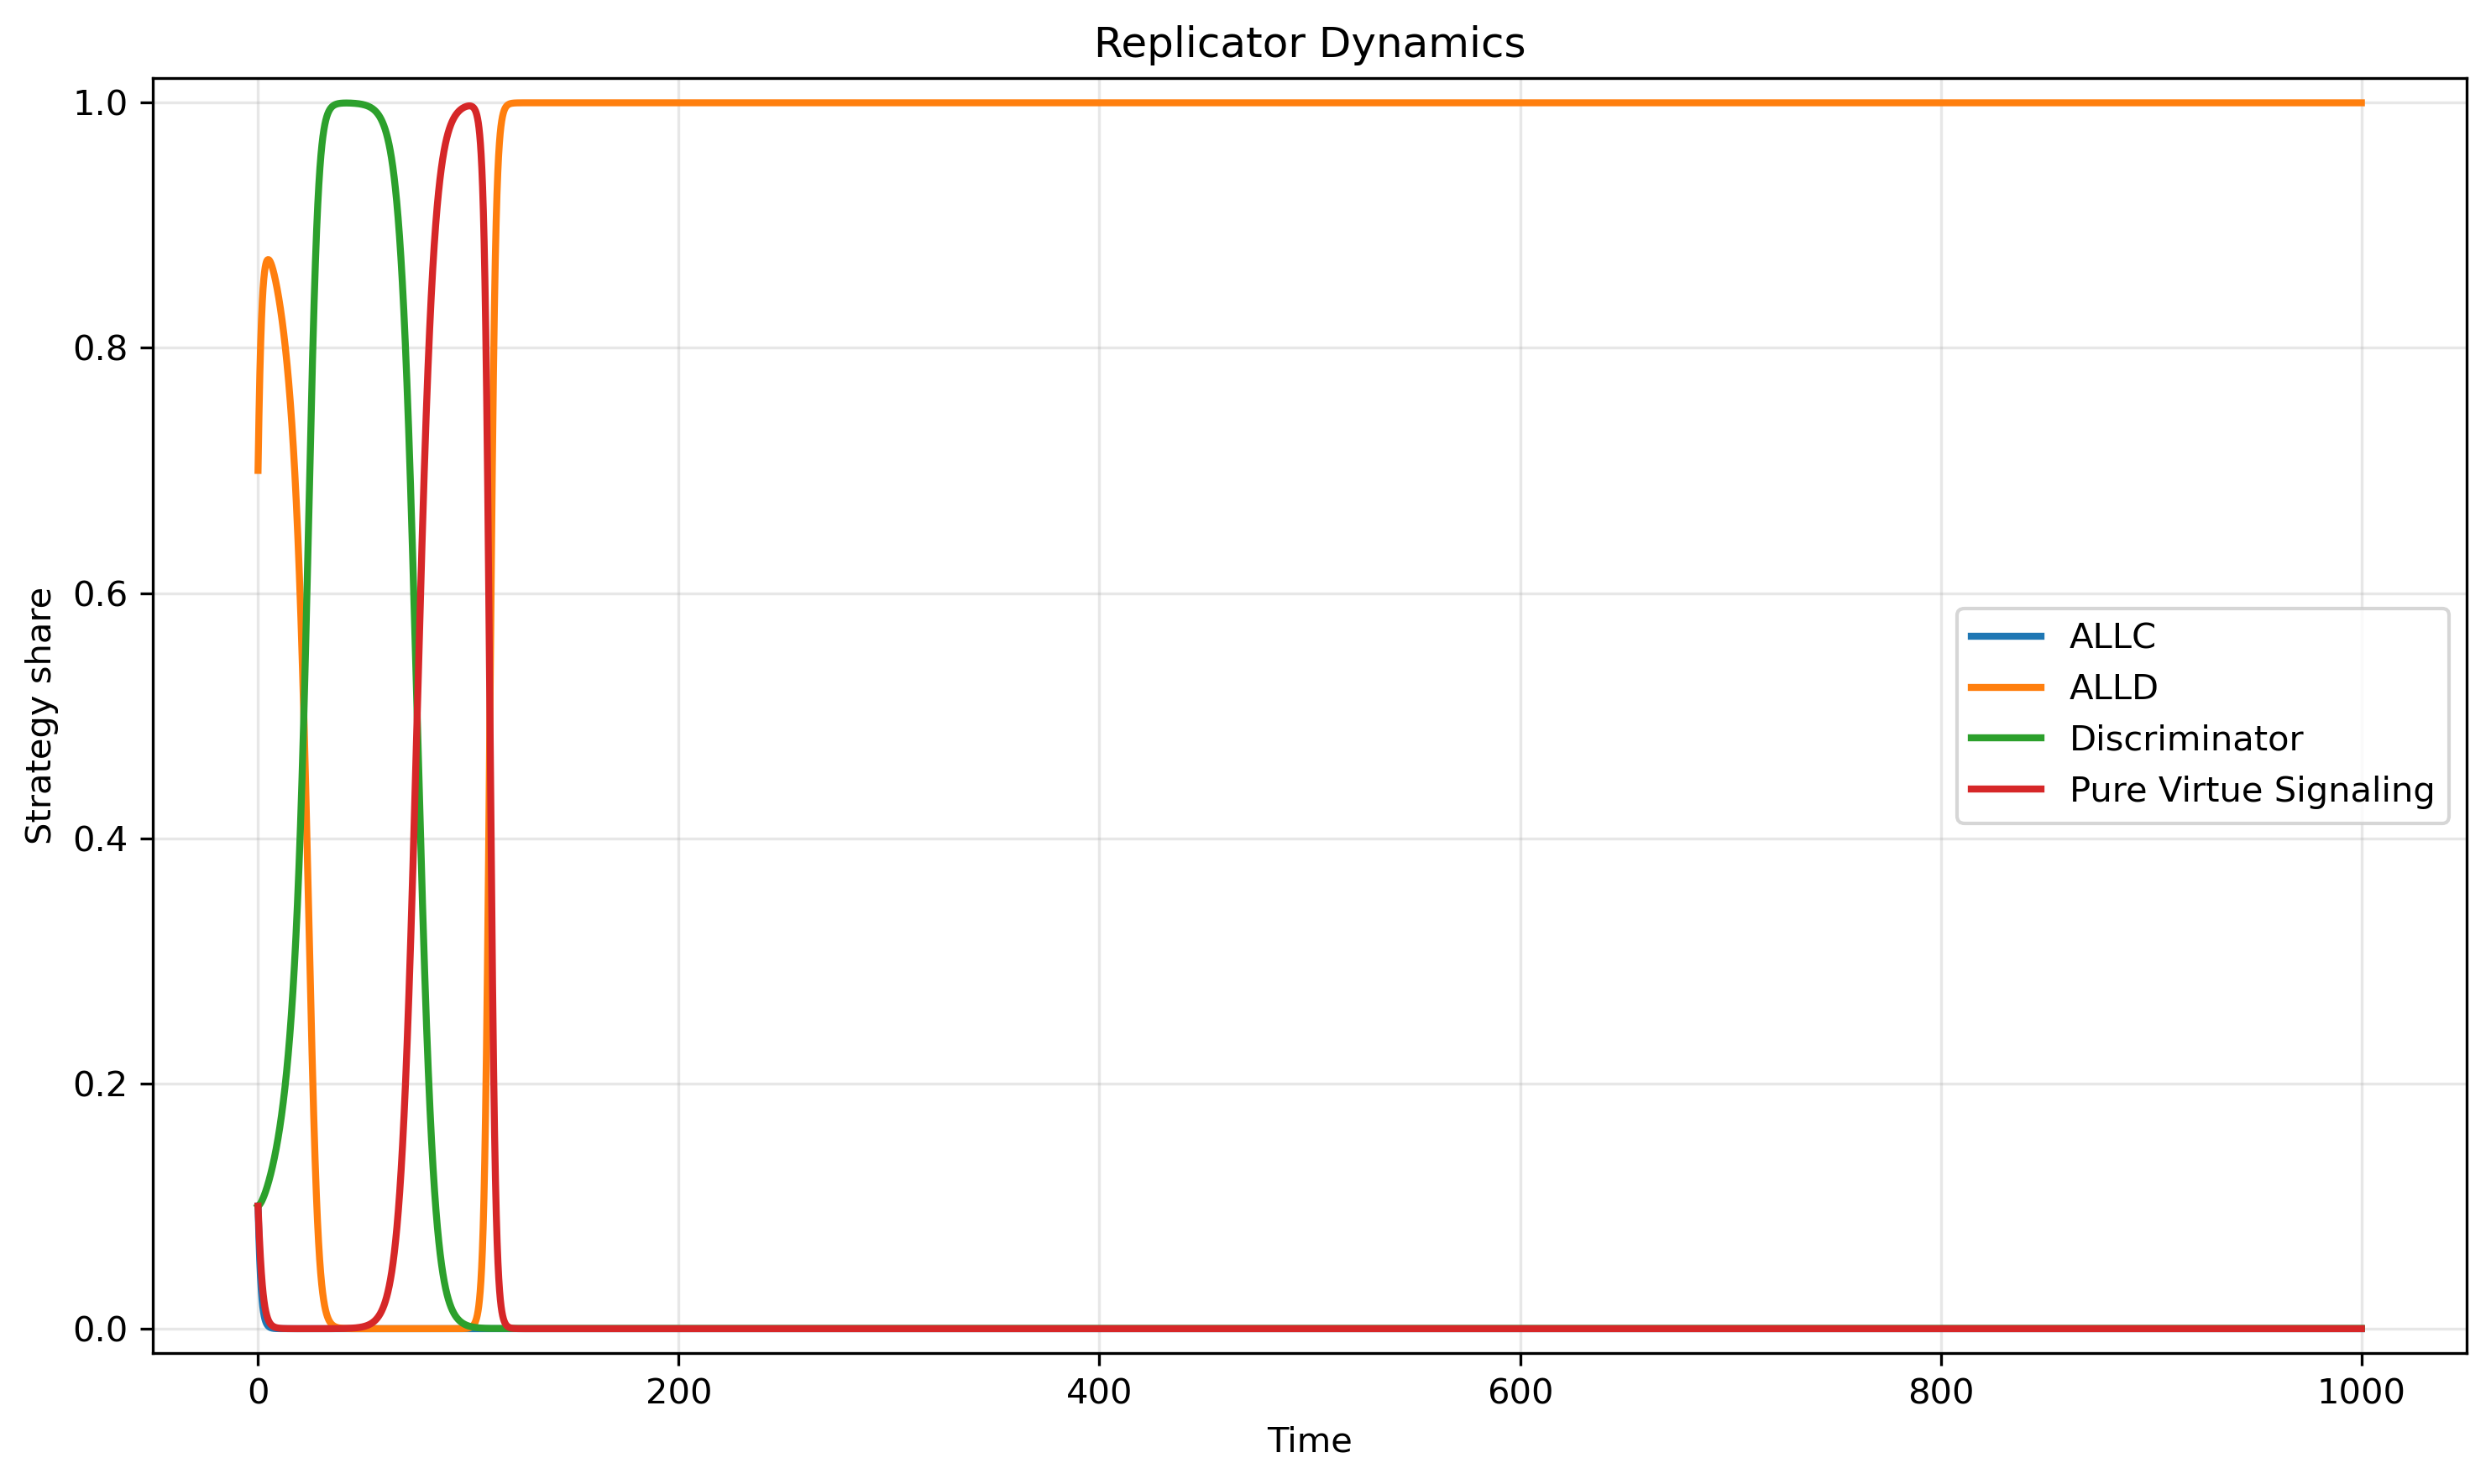 Replicator Dynamics
Strategy share
1.0
0.8
0.6
0.4
0.2
0.0
ALLC
ALLD
Discriminator
Pure Virtue Signaling
0 200 400 600 800 1000
Time